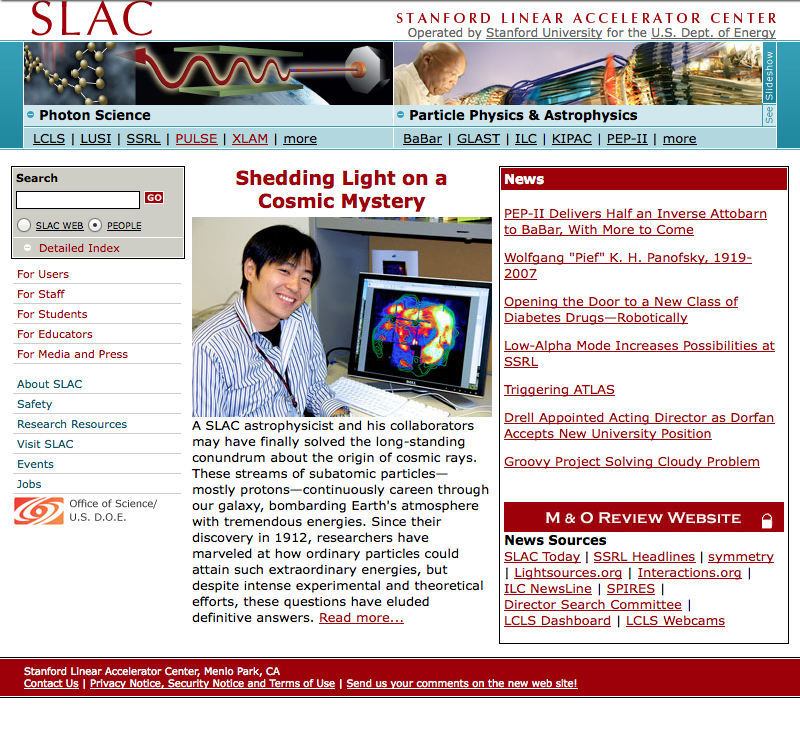 SLAC
STANFORD LINEAR ACCELERATOR CENTER
Operated by Stanford University for the U.S. Dept. of Energy
See Slideshow
Photon Science
Particle Physics & Astrophysics
LCLS | LUSI | SSRL | PULSE | XLAM | more
BaBar | GLAST | ILC | KIPAC | PEP-II | more
Search
GO
SLAC WEB PEOPLE
Detailed Index
For Users
For Staff
For Students
For Educators
For Media and Press
About SLAC
Safety
Research Resources
Visit SLAC
Events
Jobs
Office of Science/
U.S. D.O.E.
Shedding Light on a
Cosmic Mystery
DELL
A SLAC astrophysicist and his collaborators
may have finally solved the long-standing
conundrum about the origin of cosmic rays.
These streams of subatomic particles—
mostly protons—continuously careen through
our galaxy, bombarding Earth's atmosphere
with tremendous energies. Since their
discovery in 1912, researchers have
marveled at how ordinary particles could
attain such extraordinary energies, but
despite intense experimental and theoretical
efforts, these questions have eluded
definitive answers. Read more...
News
PEP-II Delivers Half an Inverse Attobarn
to BaBar, With More to Come
Wolfgang "Pief" K. H. Panofsky, 1919-
2007
Opening the Door to a New Class of
Diabetes Drugs—Robotically
Low-Alpha Mode Increases Possibilities at
SSRL
Triggering ATLAS
Drell Appointed Acting Director as Dorfan
Accepts New University Position
Groovy Project Solving Cloudy Problem
M & O REVIEW WEBSITE
News Sources
SLAC Today | SSRL Headlines | symmetry
| Lightsources.org | Interactions.org |
ILC NewsLine | SPIRES |
Director Search Committee |
LCLS Dashboard | LCLS Webcams
Stanford Linear Accelerator Center, Menlo Park, CA
Contact Us | Privacy Notice, Security Notice and Terms of Use | Send us your comments on the new web site!